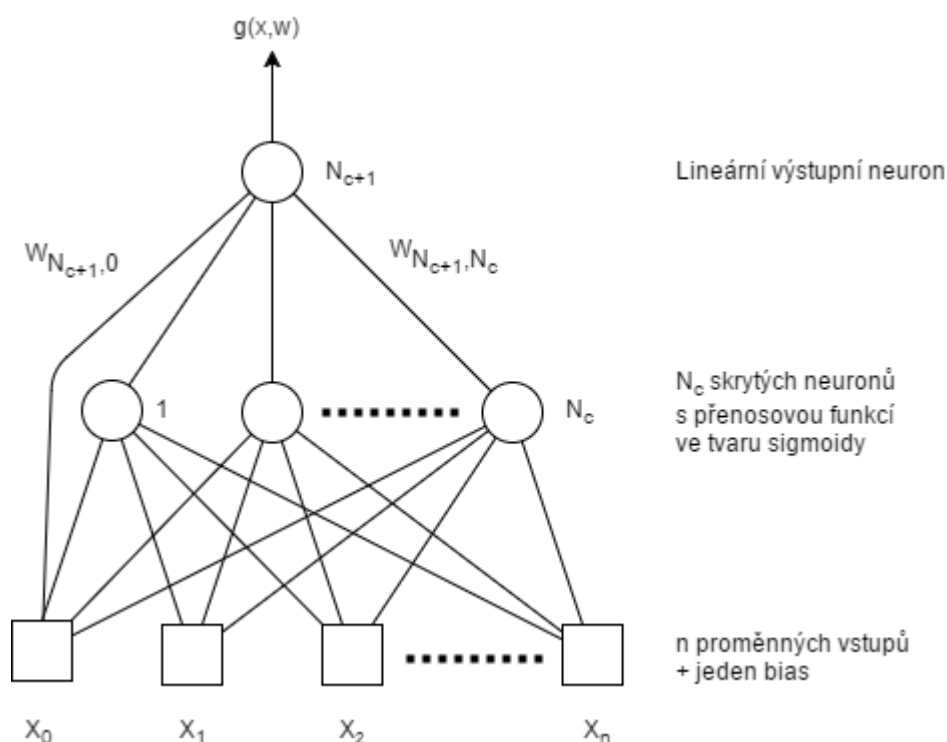 g(x,w)
N_{c+1}
Lineární výstupní neuron
W_{N_{c+1},0}
W_{N_{c+1},N_c}
1
N_c
N_c skrytých neuronů
s přenosovou funkcí
ve tvaru sigmoidy
n proměnných vstupů
+ jeden bias
X_0
X_1
X_2
X_n